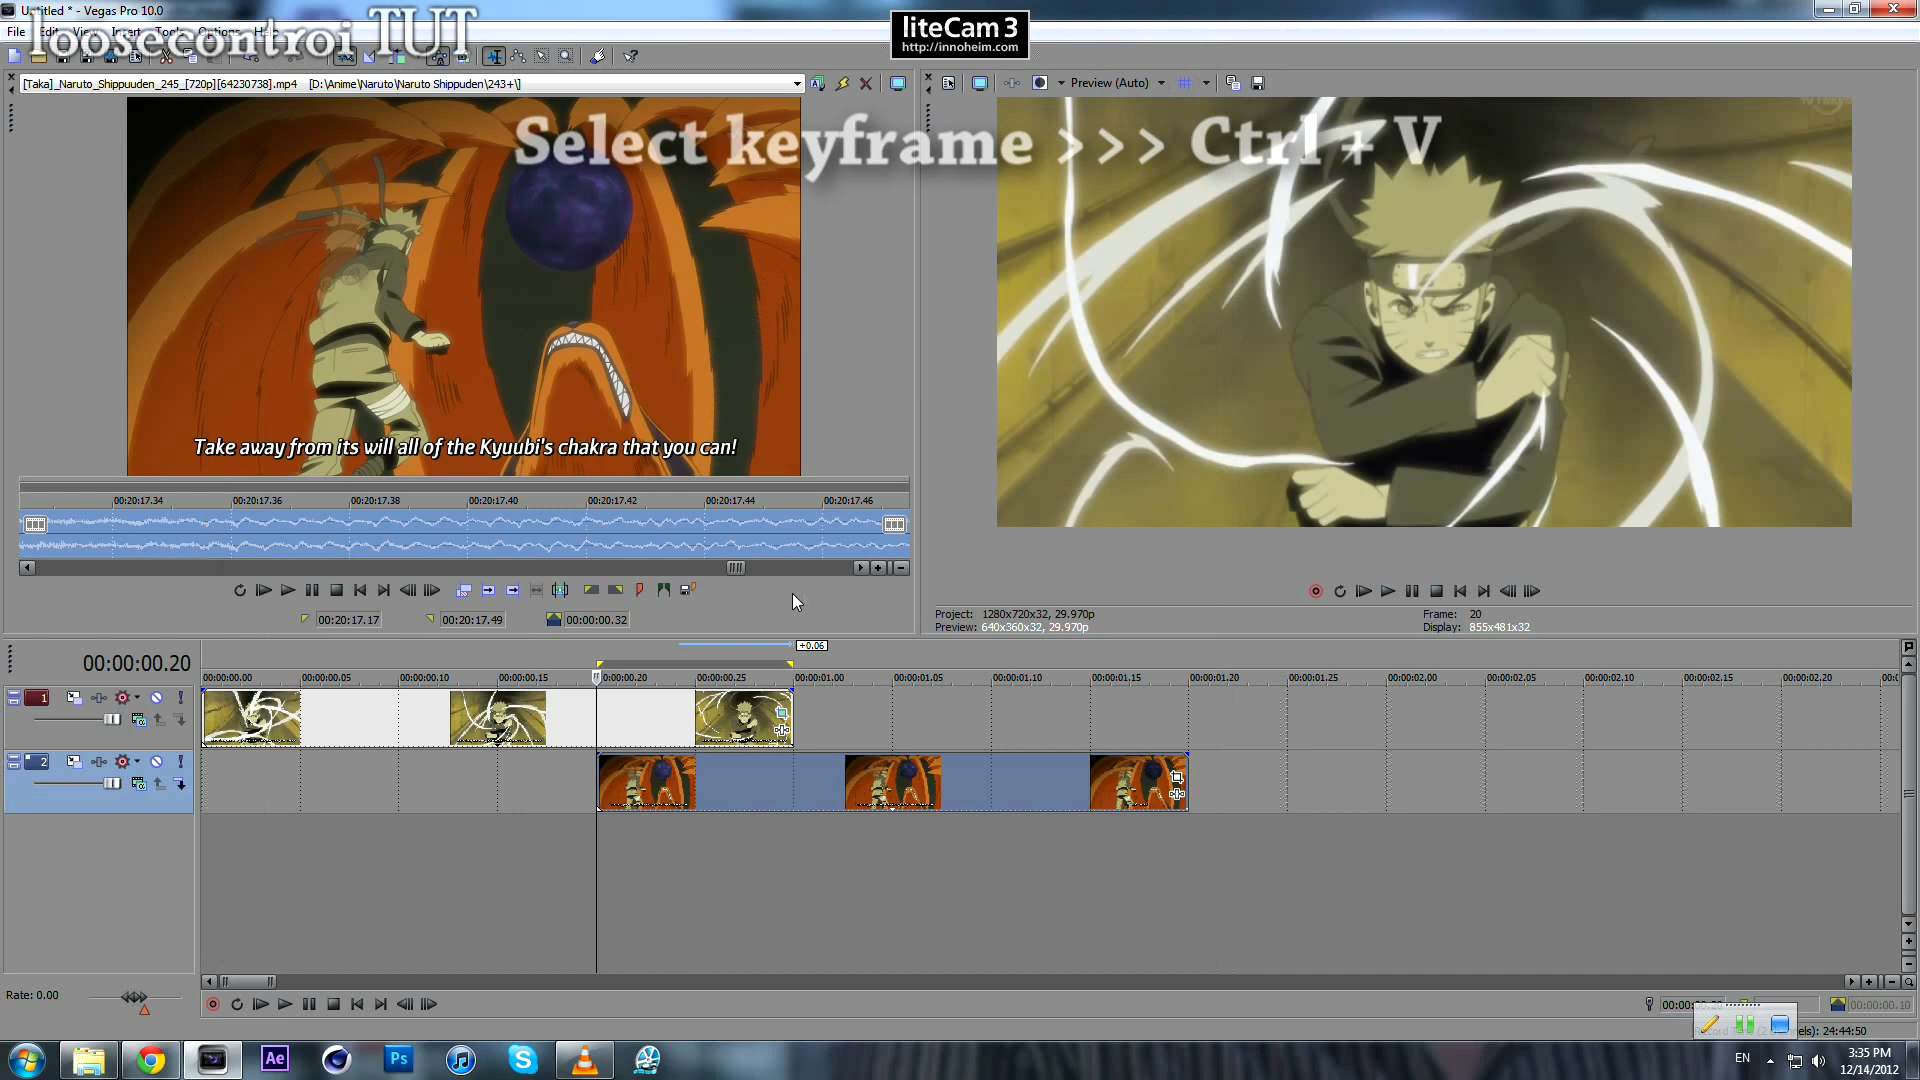 Untitled * - Vegas Pro 10.0
File Edit View Insert Tools Options Help
loosecontrol TUT
liteCam 3
http://innoheim.com
[Taka]_Naruto_Shippuuden_245_[720p][64230738].mp4 [D:\Anime\Naruto\Naruto Shippuden\243+\]
Preview (Auto)
Select keyframe >>> Ctrl + V
Take away from its will all of the Kyuubi's chakra that you can!
00:20:17.34 00:20:17.36 00:20:17.38 00:20:17.40 00:20:17.42 00:20:17.44 00:20:17.46
00:20:17.17 00:20:17.49 00:00:00.32
Project: 1280x720x32, 29.970p
Preview: 640x360x32, 29.970p
Frame: 20
Display: 855x481x32
+0.06
00:00:00.20
00:00:00.00 00:00:00.05 00:00:00.10 00:00:00.15 00:00:00.20 00:00:00.25 00:00:01.00 00:00:01.05 00:00:01.10 00:00:01.15 00:00:01.20 00:00:01.25 00:00:02.00 00:00:02.05 00:00:02.10 00:00:02.15 00:00:02.20
1
2
Rate: 0.00
00:00:00.20 00:00:00.10
24:44:50
Ae
Ps
EN
3:35 PM
12/14/2012